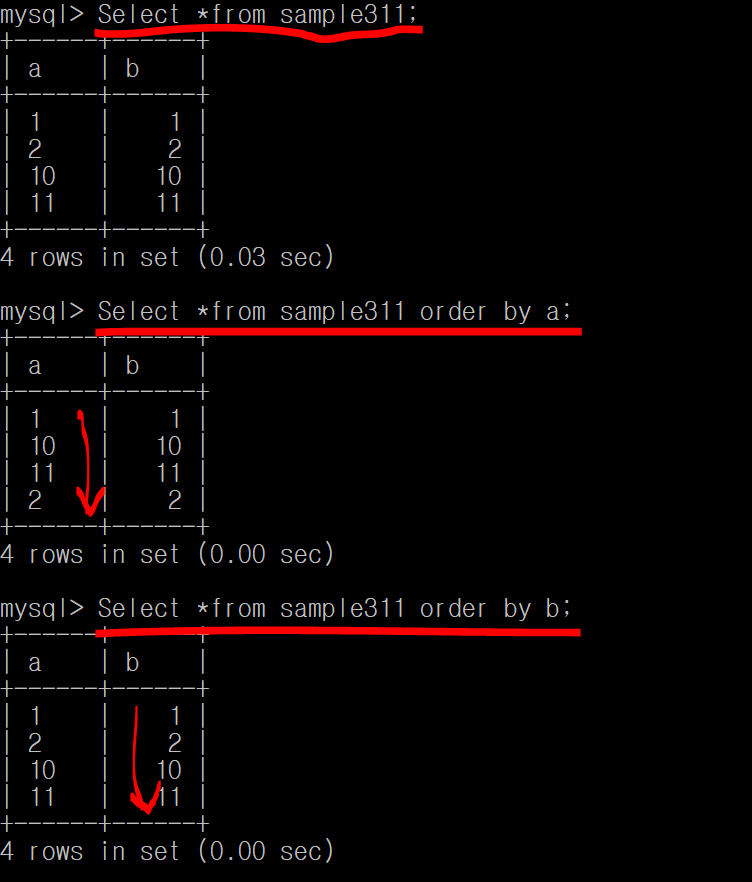 mysql> Select *from sample311;
+------+------+
| a    | b    |
+------+------+
| 1    |    1 |
| 2    |    2 |
| 10   |   10 |
| 11   |   11 |
+------+------+
4 rows in set (0.03 sec)
mysql> Select *from sample311 order by a;
+------+------+
| a    | b    |
+------+------+
| 1    |    1 |
| 10   |   10 |
| 11   |   11 |
| 2    |    2 |
+------+------+
4 rows in set (0.00 sec)
mysql> Select *from sample311 order by b;
+------+------+
| a    | b    |
+------+------+
| 1    |    1 |
| 2    |    2 |
| 10   |   10 |
| 11   |   11 |
+------+------+
4 rows in set (0.00 sec)